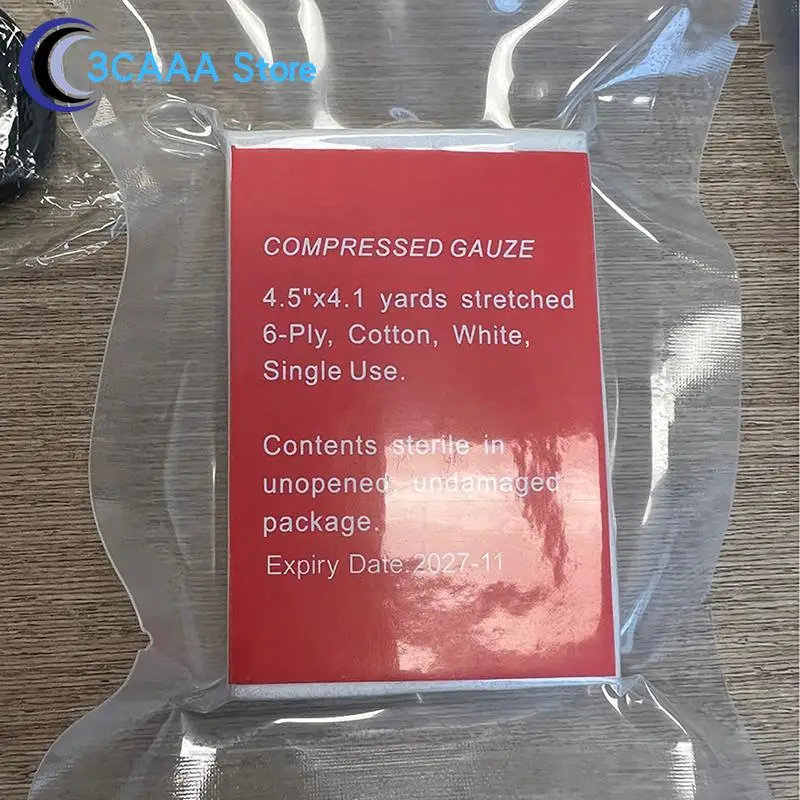 3CAAA Store
COMPRESSED GAUZE
4.5"x4.1 yards stretched
6-Ply, Cotton, White,
Single Use.
Contents sterile in
unopened, undamaged
package.
Expiry Date:2027-11